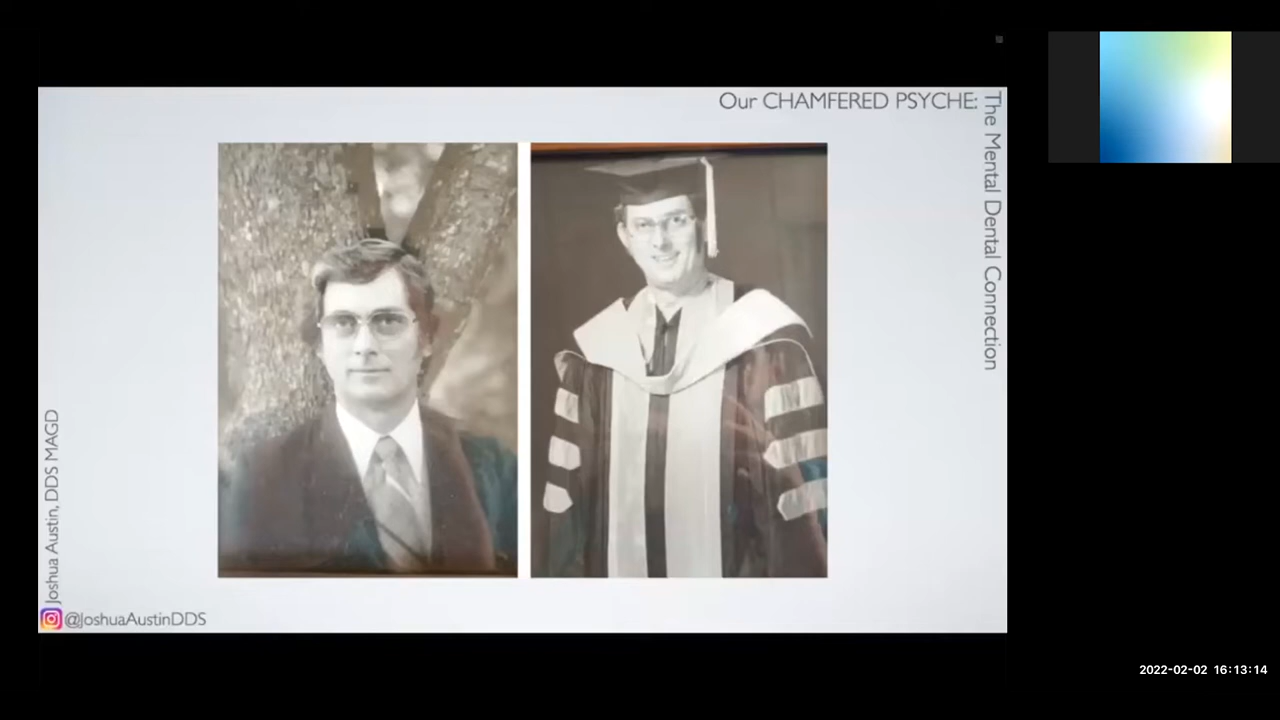 Our CHAMFERED PSYCHE:
The Mental Dental Connection
Joshua Austin, DDS MAGD
@JoshuaAustinDDS
2022-02-02 16:13:14